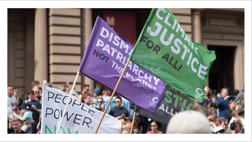 CLIMATE
JUSTICE
FOR ALL!
DISMANTLE
PATRIARCHY
NOT THE PLANET
PEOPLE
POWER